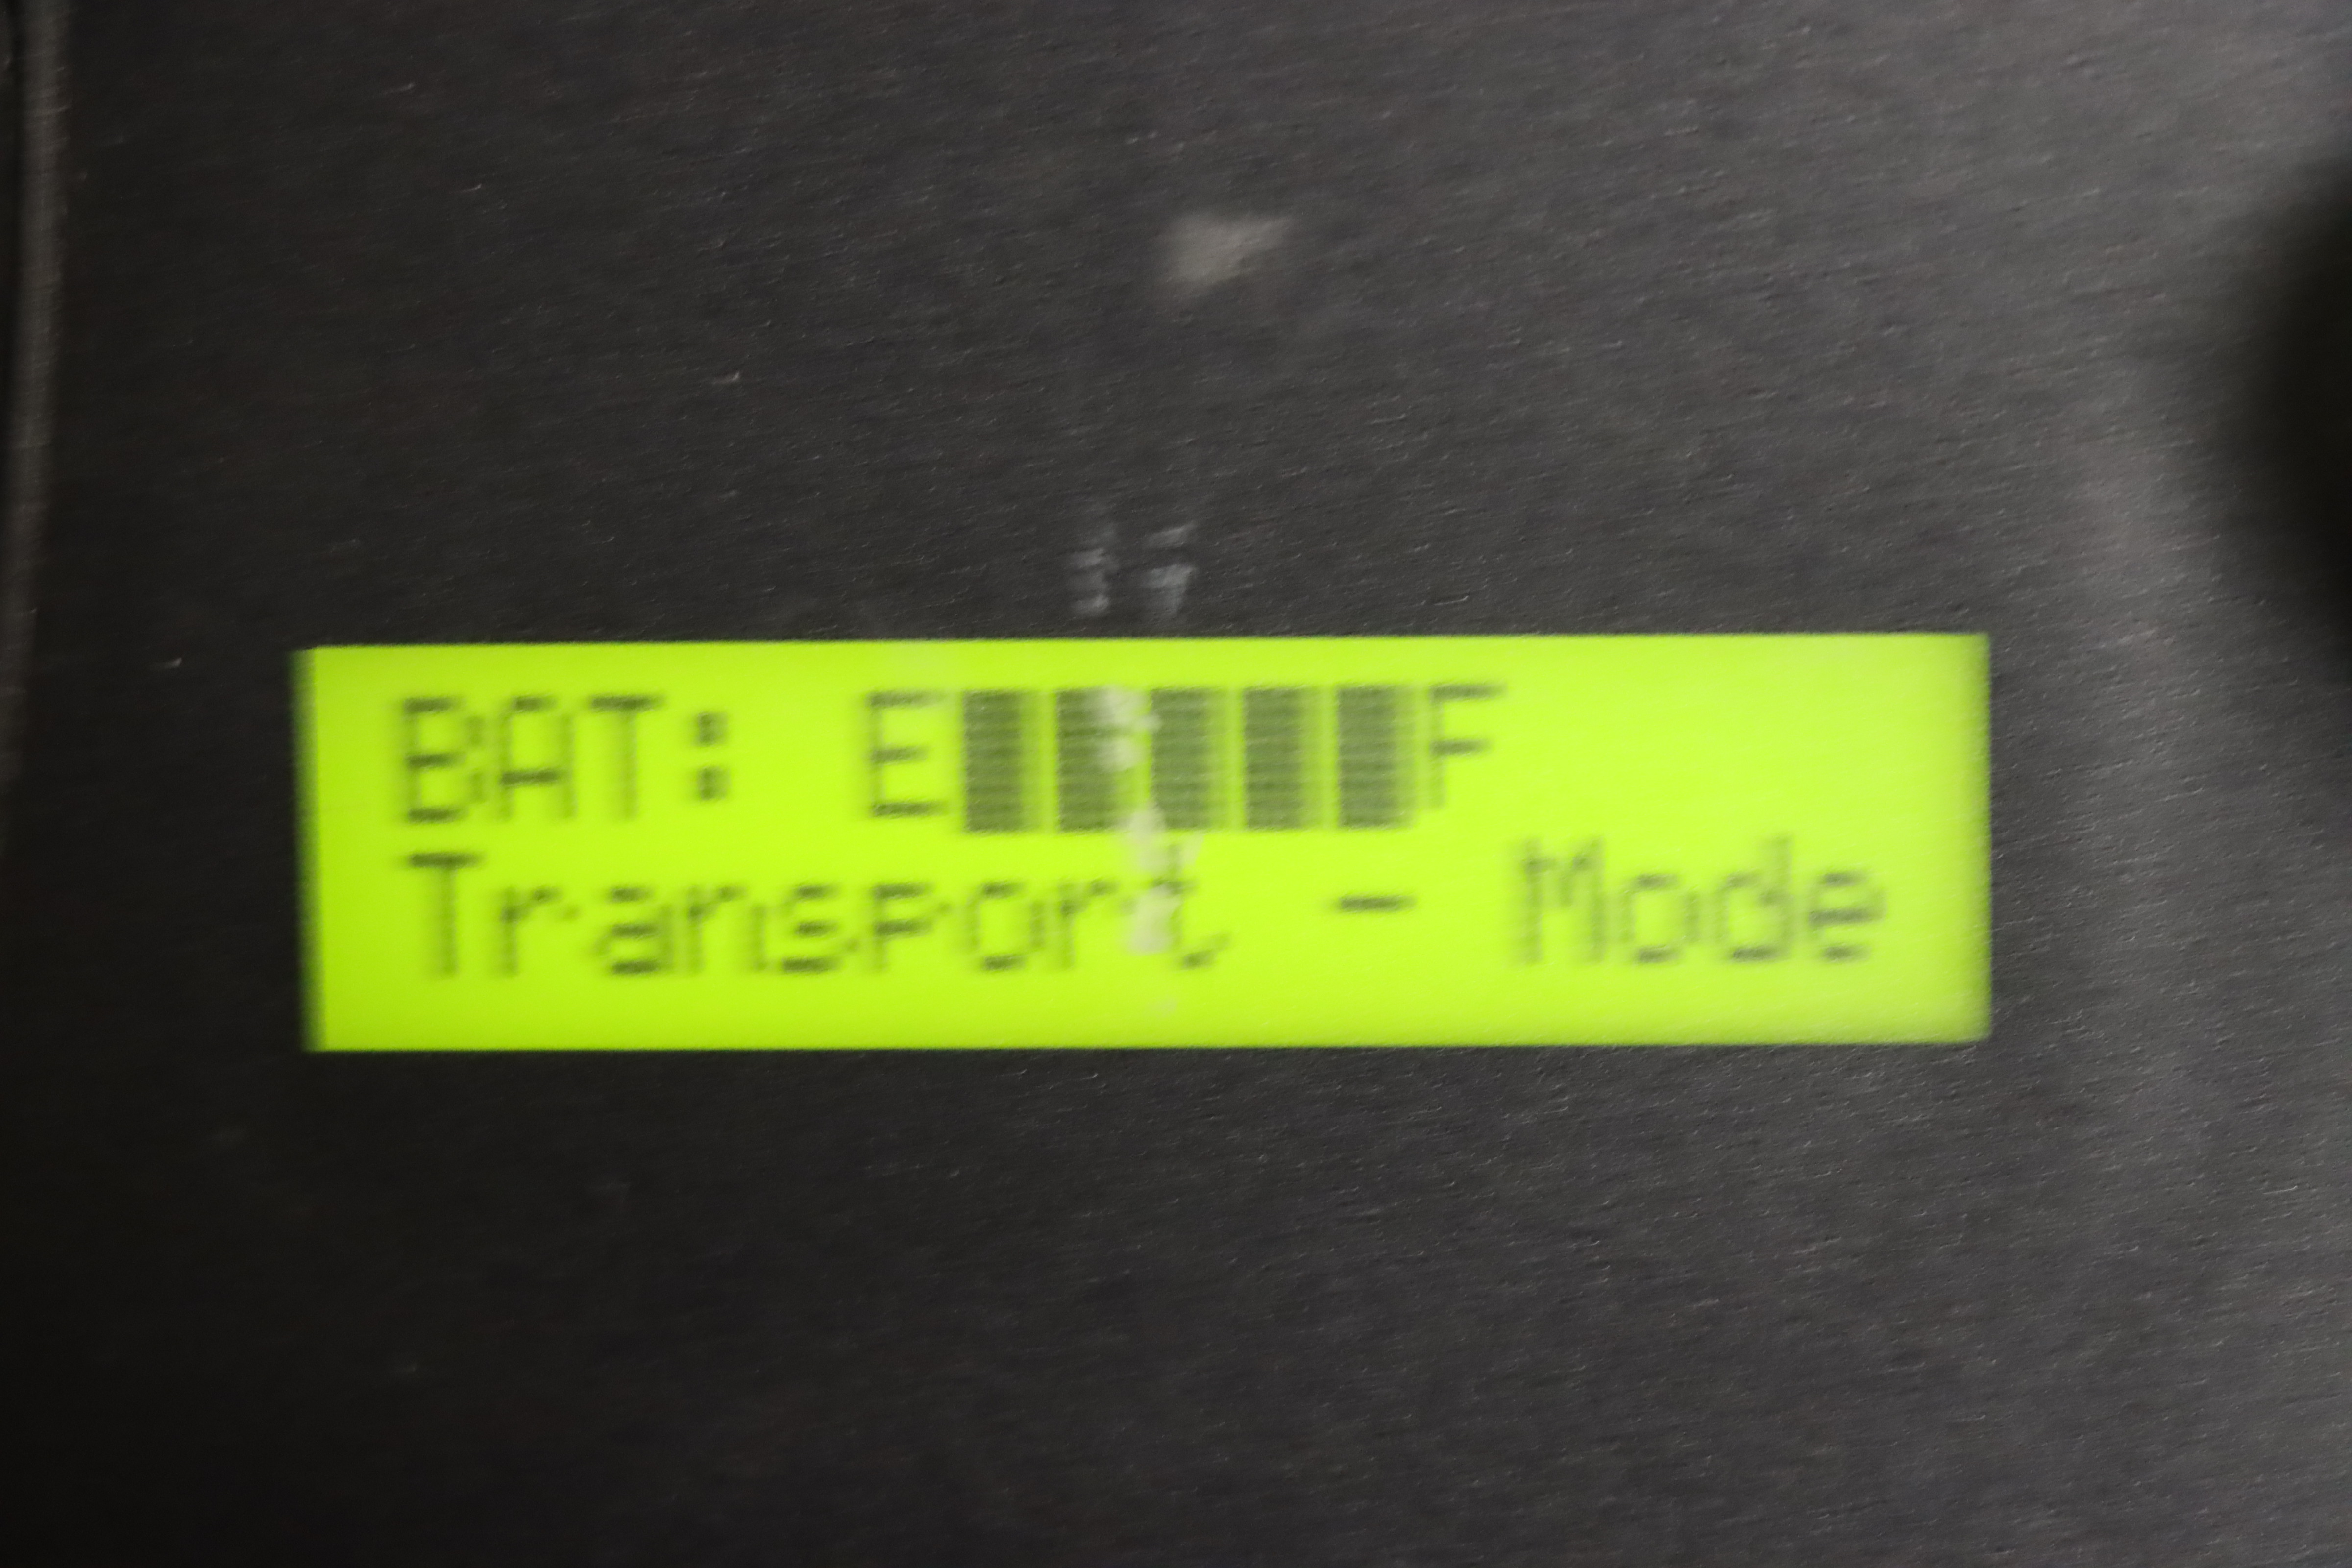 BAT: E█████F
Transport - Mode